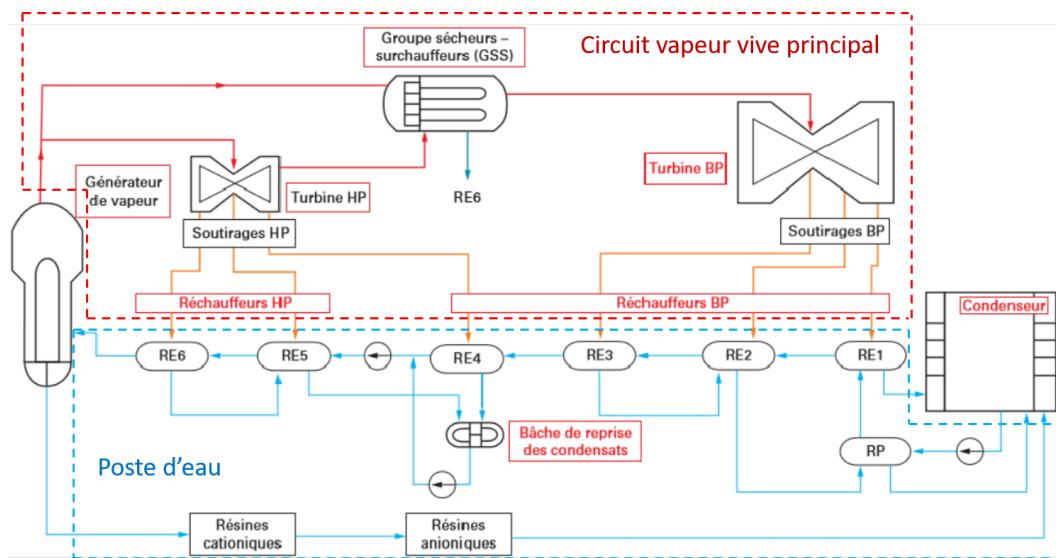 Groupe sécheurs –
surchauffeurs (GSS)
Circuit vapeur vive principal
Générateur
de vapeur
Turbine HP
RE6
Turbine BP
Soutirages HP
Soutirages BP
Réchauffeurs HP
Réchauffeurs BP
Condenseur
RE6
RE5
RE4
RE3
RE2
RE1
Bâche de reprise
des condensats
RP
Poste d'eau
Résines
cationiques
Résines
anioniques